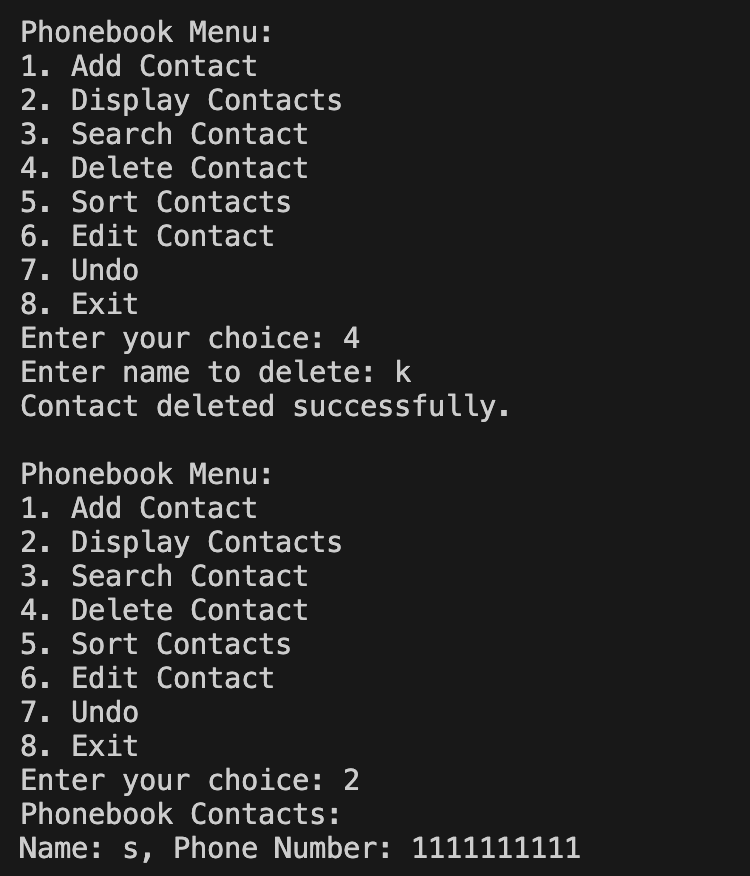 Phonebook Menu:
1. Add Contact
2. Display Contacts
3. Search Contact
4. Delete Contact
5. Sort Contacts
6. Edit Contact
7. Undo
8. Exit
Enter your choice: 4
Enter name to delete: k
Contact deleted successfully.

Phonebook Menu:
1. Add Contact
2. Display Contacts
3. Search Contact
4. Delete Contact
5. Sort Contacts
6. Edit Contact
7. Undo
8. Exit
Enter your choice: 2
Phonebook Contacts:
Name: s, Phone Number: 1111111111